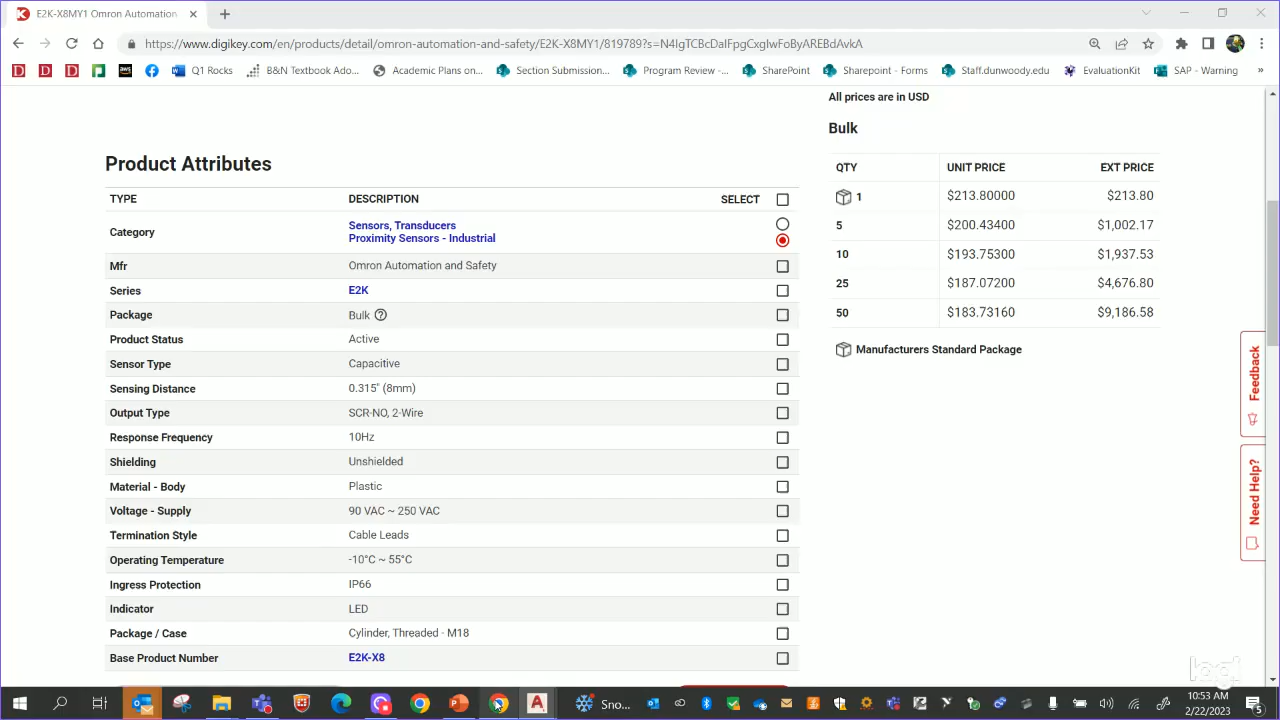 E2K-X8MY1 Omron Automation
https://www.digikey.com/en/products/detail/omron-automation-and-safety/E2K-X8MY1/819789?s=N4IgTCBcDaIFpgCxgIwFoByAREBdAvkA
Q1 Rocks
B&N Textbook Ado...
Academic Plans on...
Section Submission...
Program Review -...
SharePoint
Sharepoint - Forms
Staff.dunwoody.edu
EvaluationKit
SAP - Warning
»
All prices are in USD
Bulk
QTY UNIT PRICE EXT PRICE
1 $213.80000 $213.80
5 $200.43400 $1,002.17
10 $193.75300 $1,937.53
25 $187.07200 $4,676.80
50 $183.73160 $9,186.58
Manufacturers Standard Package
Product Attributes
TYPE DESCRIPTION SELECT
Category Sensors, Transducers
Proximity Sensors - Industrial
Mfr Omron Automation and Safety
Series E2K
Package Bulk
Product Status Active
Sensor Type Capacitive
Sensing Distance 0.315" (8mm)
Output Type SCR-NO, 2-Wire
Response Frequency 10Hz
Shielding Unshielded
Material - Body Plastic
Voltage - Supply 90 VAC ~ 250 VAC
Termination Style Cable Leads
Operating Temperature -10°C ~ 55°C
Ingress Protection IP66
Indicator LED
Package / Case Cylinder, Threaded - M18
Base Product Number E2K-X8
Feedback
Need Help?
Sno...
10:53 AM
2/22/2023
5